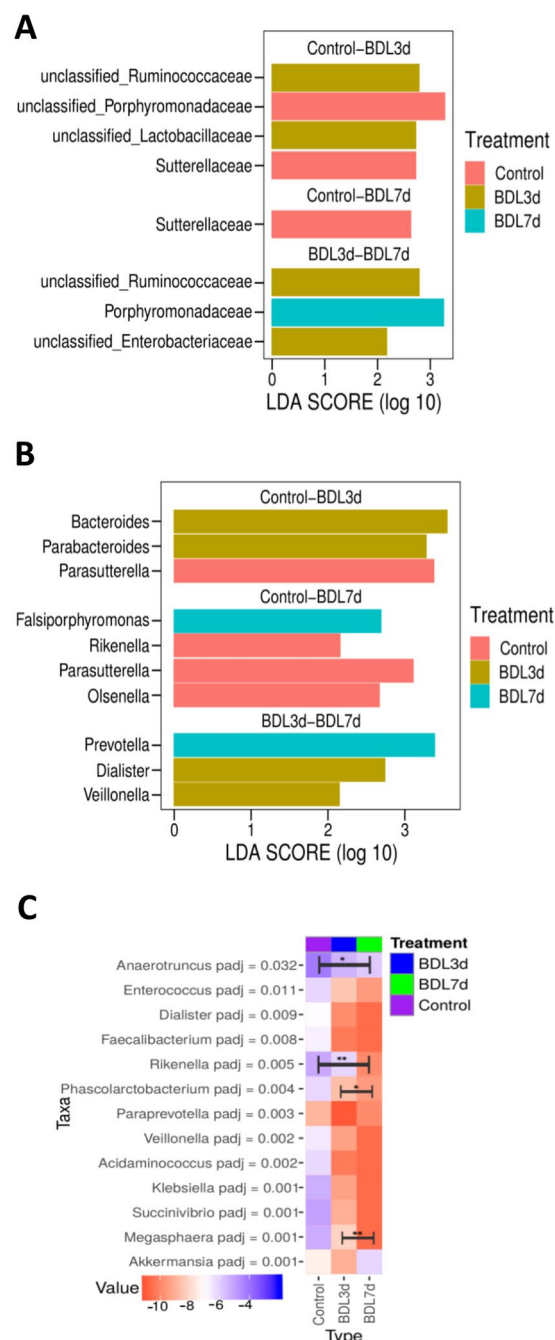 A
Control–BDL3d
unclassified_Ruminococcaceae
unclassified_Porphyromonadaceae
unclassified_Lactobacillaceae
Sutterellaceae
Control–BDL7d
Sutterellaceae
BDL3d–BDL7d
unclassified_Ruminococcaceae
Porphyromonadaceae
unclassified_Enterobacteriaceae
0 1 2 3
LDA SCORE (log 10)
Treatment
Control
BDL3d
BDL7d
B
Control–BDL3d
Bacteroides
Parabacteroides
Parasutterella
Control–BDL7d
Falsiporphyromonas
Rikenella
Parasutterella
Olsenella
BDL3d–BDL7d
Prevotella
Dialister
Veillonella
0 1 2 3
LDA SCORE (log 10)
Treatment
Control
BDL3d
BDL7d
C
Treatment
BDL3d
BDL7d
Control
Taxa
Anaerotruncus padj = 0.032 *
Enterococcus padj = 0.011
Dialister padj = 0.009
Faecalibacterium padj = 0.008
Rikenella padj = 0.005 **
Phascolarctobacterium padj = 0.004 *
Paraprevotella padj = 0.003
Veillonella padj = 0.002
Acidaminococcus padj = 0.002
Klebsiella padj = 0.001
Succinivibrio padj = 0.001
Megasphaera padj = 0.001 **
Akkermansia padj = 0.001
Value
-10 -8 -6 -4
Control
BDL3d
BDL7d
Type